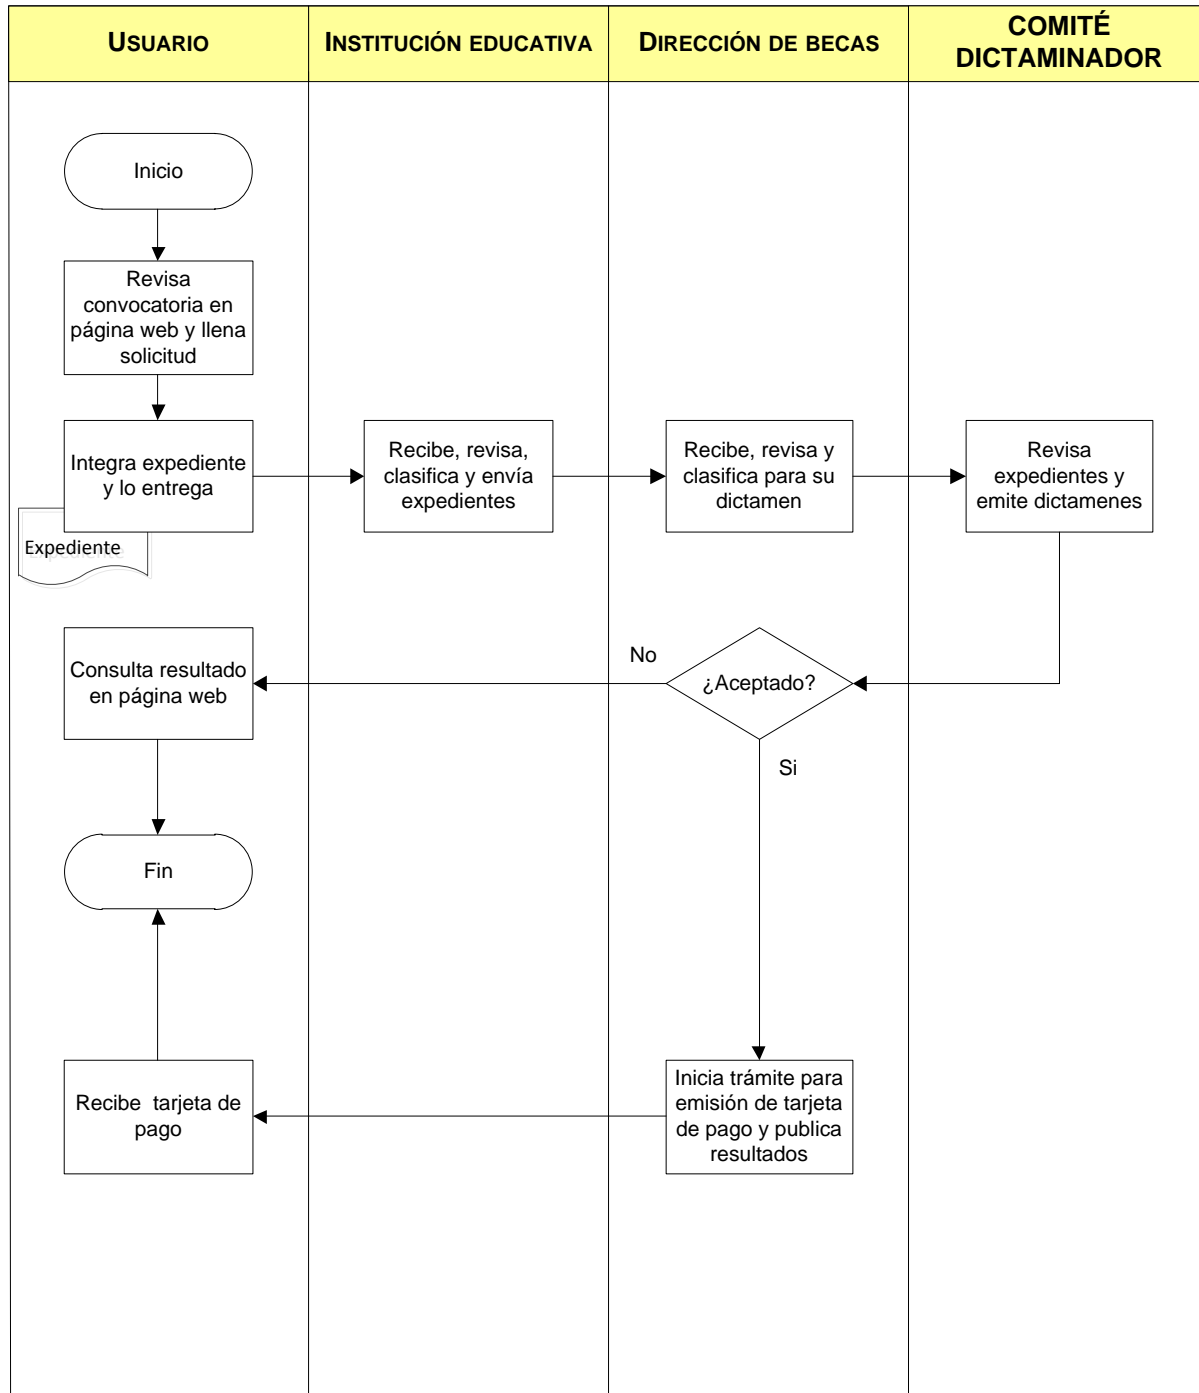 USUARIO
INSTITUCIÓN EDUCATIVA
DIRECCIÓN DE BECAS
COMITÉ
DICTAMINADOR
Inicio
Revisa
convocatoria en
página web y llena
solicitud
Integra expediente
y lo entrega
Expediente
Recibe, revisa,
clasifica y envía
expedientes
Recibe, revisa y
clasifica para su
dictamen
Revisa
expedientes y
emite dictamenes
Consulta resultado
en página web
No
¿Aceptado?
Si
Fin
Recibe tarjeta de
pago
Inicia trámite para
emisión de tarjeta
de pago y publica
resultados